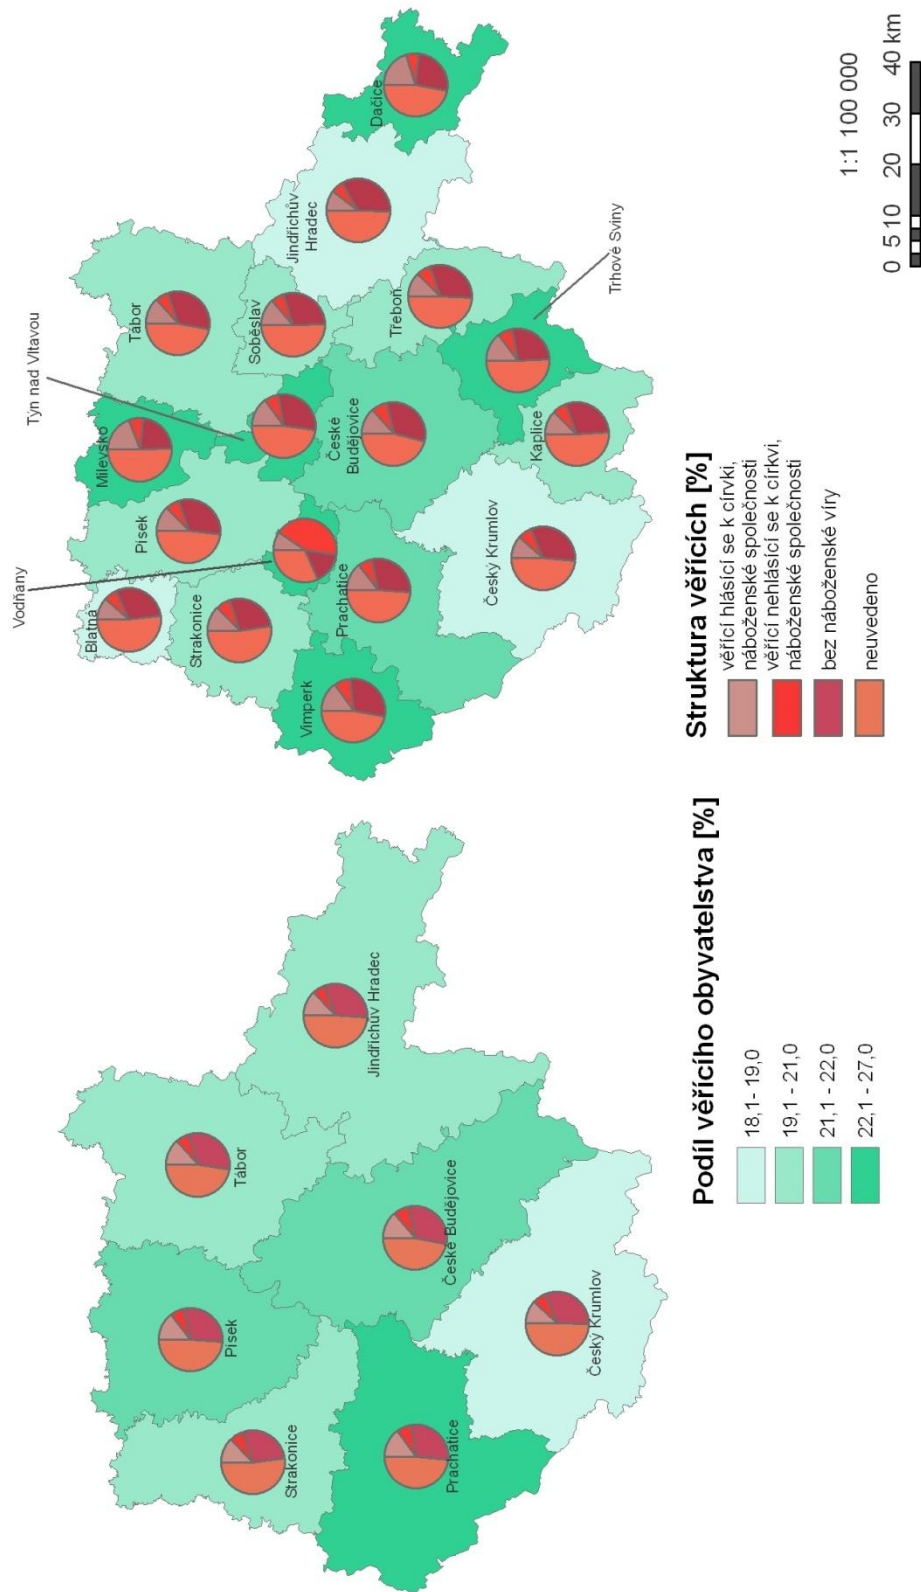 Strakonice
Písek
Tábor
Jindřichův Hradec
České Budějovice
Prachatice
Český Krumlov
Podíl věřícího obyvatelstva [%]
18,1- 19,0
19,1 - 21,0
21,1 - 22,0
22,1 - 27,0
Vodňany
Týn nad Vltavou
Blatná
Písek
Milevsko
Tábor
Strakonice
Soběslav
Jindřichův
Hradec
Dačice
Vimperk
Prachatice
České
Budějovice
Třeboň
Český Krumlov
Kaplice
Trhové Sviny
Struktura věřících [%]
věřící hlásící se k církvi,
náboženské společnosti
věřící nehlásící se k církvi,
náboženské společnosti
bez náboženské víry
neuvedeno
1:1 100 000
0 5 10 20 30 40 km